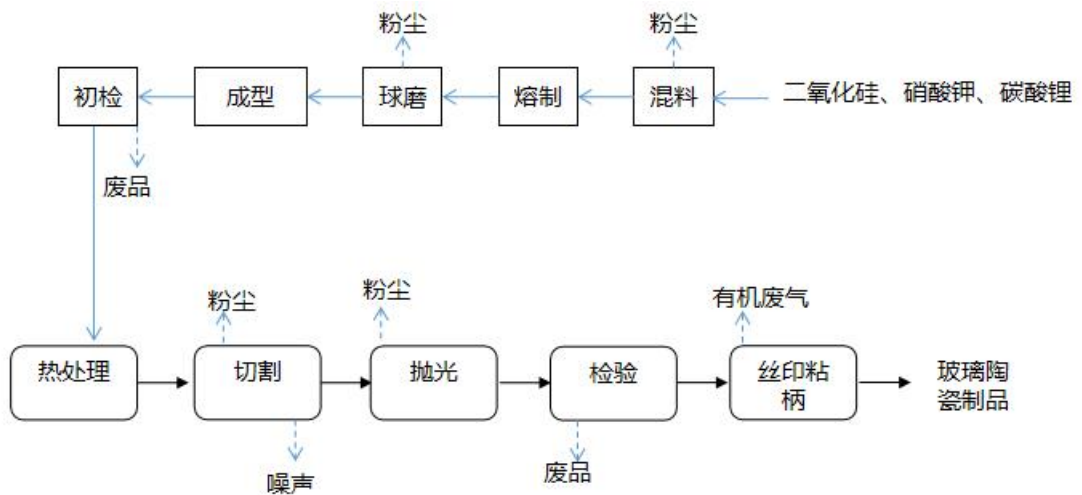 粉尘
粉尘
初检
成型
球磨
熔制
混料
二氧化硅、硝酸钾、碳酸锂
废品
粉尘
粉尘
有机废气
热处理
切割
抛光
检验
丝印粘
柄
玻璃陶
瓷制品
噪声
废品